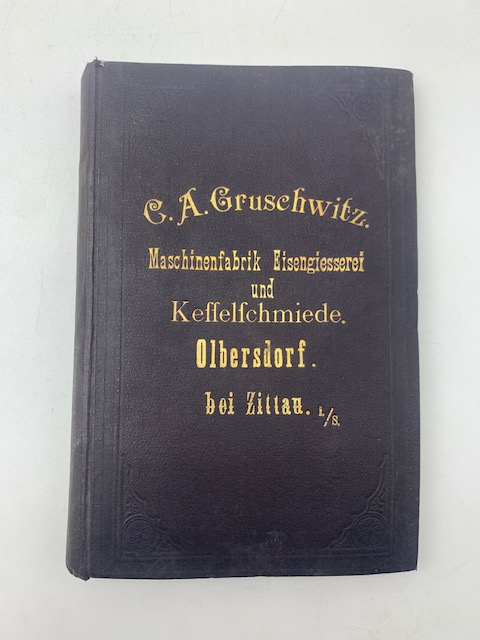 C. A. Gruschwitz.
Maschinenfabrik Eisengiesserei
und
Keſſelſchmiede.
Olbersdorf.
bei Zittau. i./S.